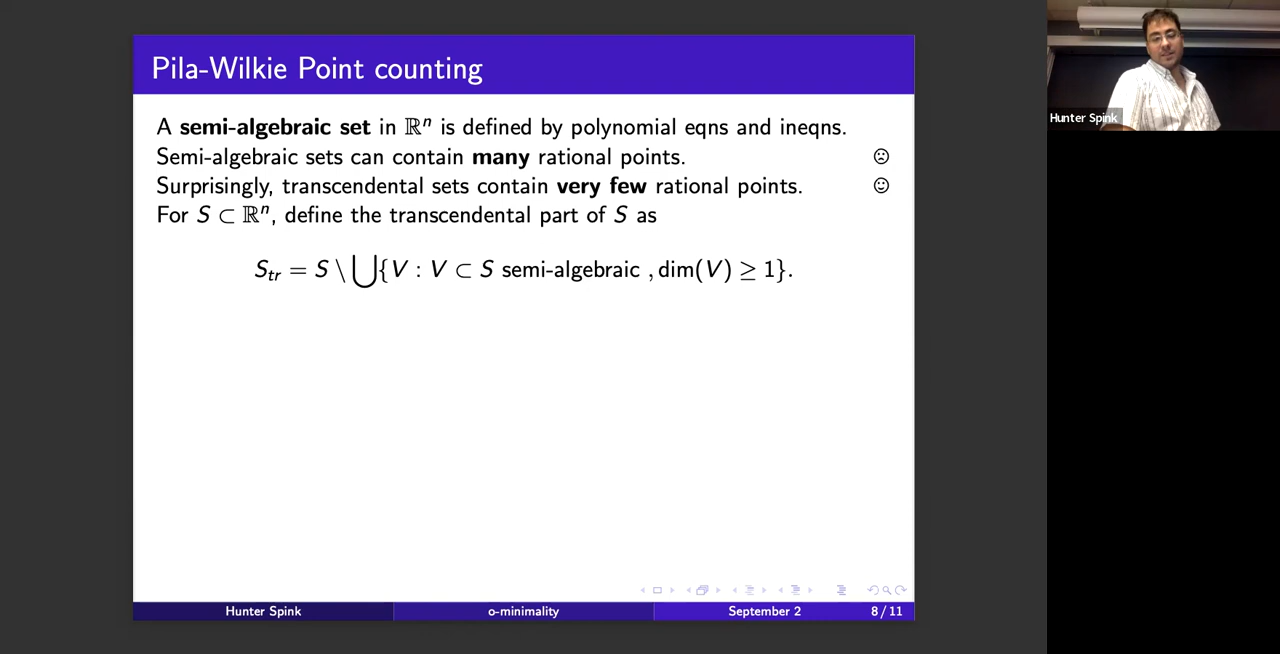 Pila-Wilkie Point counting
A semi-algebraic set in ℝⁿ is defined by polynomial eqns and ineqns.
Semi-algebraic sets can contain many rational points. ☹
Surprisingly, transcendental sets contain very few rational points. ☺
For S ⊂ ℝⁿ, define the transcendental part of S as
S_tr = S \ ⋃{V : V ⊂ S semi-algebraic , dim(V) ≥ 1}.
Hunter Spink o-minimality September 2 8 / 11
Hunter Spink